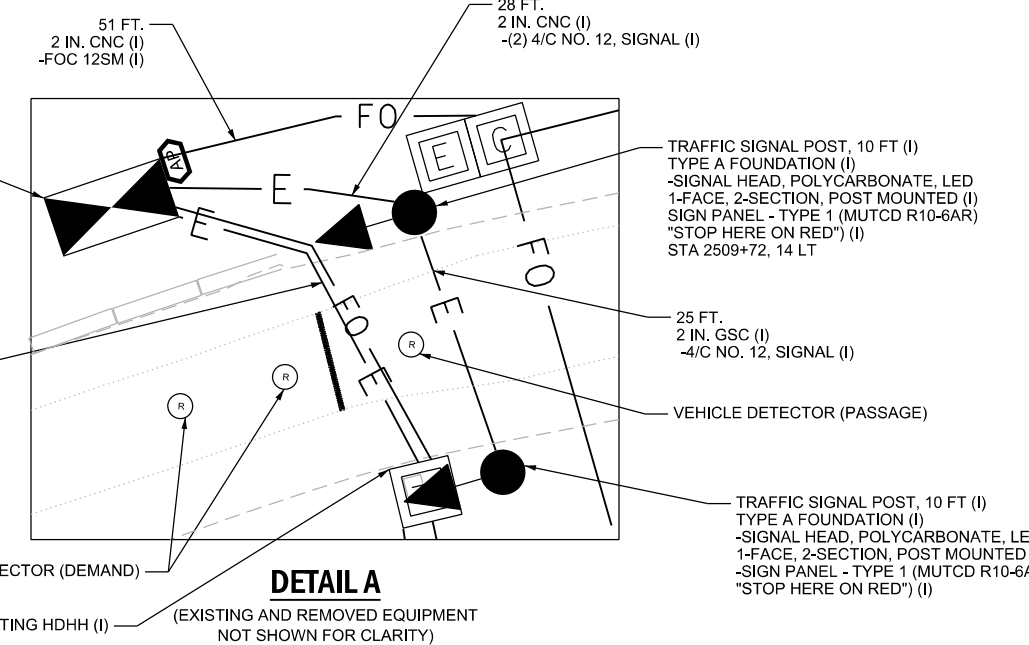 51 FT.
2 IN. CNC (I)
-FOC 12SM (I)
28 FT.
2 IN. CNC (I)
-(2) 4/C NO. 12, SIGNAL (I)
FO
E
C
AP
E
E
TRAFFIC SIGNAL POST, 10 FT (I)
TYPE A FOUNDATION (I)
-SIGNAL HEAD, POLYCARBONATE, LED
1-FACE, 2-SECTION, POST MOUNTED (I)
SIGN PANEL - TYPE 1 (MUTCD R10-6AR)
"STOP HERE ON RED") (I)
STA 2509+72, 14 LT
FO
E
FO
R
E
R
R
25 FT.
2 IN. GSC (I)
-4/C NO. 12, SIGNAL (I)
VEHICLE DETECTOR (PASSAGE)
TRAFFIC SIGNAL POST, 10 FT (I)
TYPE A FOUNDATION (I)
-SIGNAL HEAD, POLYCARBONATE, LE
1-FACE, 2-SECTION, POST MOUNTED
-SIGN PANEL - TYPE 1 (MUTCD R10-6A
"STOP HERE ON RED") (I)
ECTOR (DEMAND)
TING HDHH (I)
DETAIL A
(EXISTING AND REMOVED EQUIPMENT
NOT SHOWN FOR CLARITY)